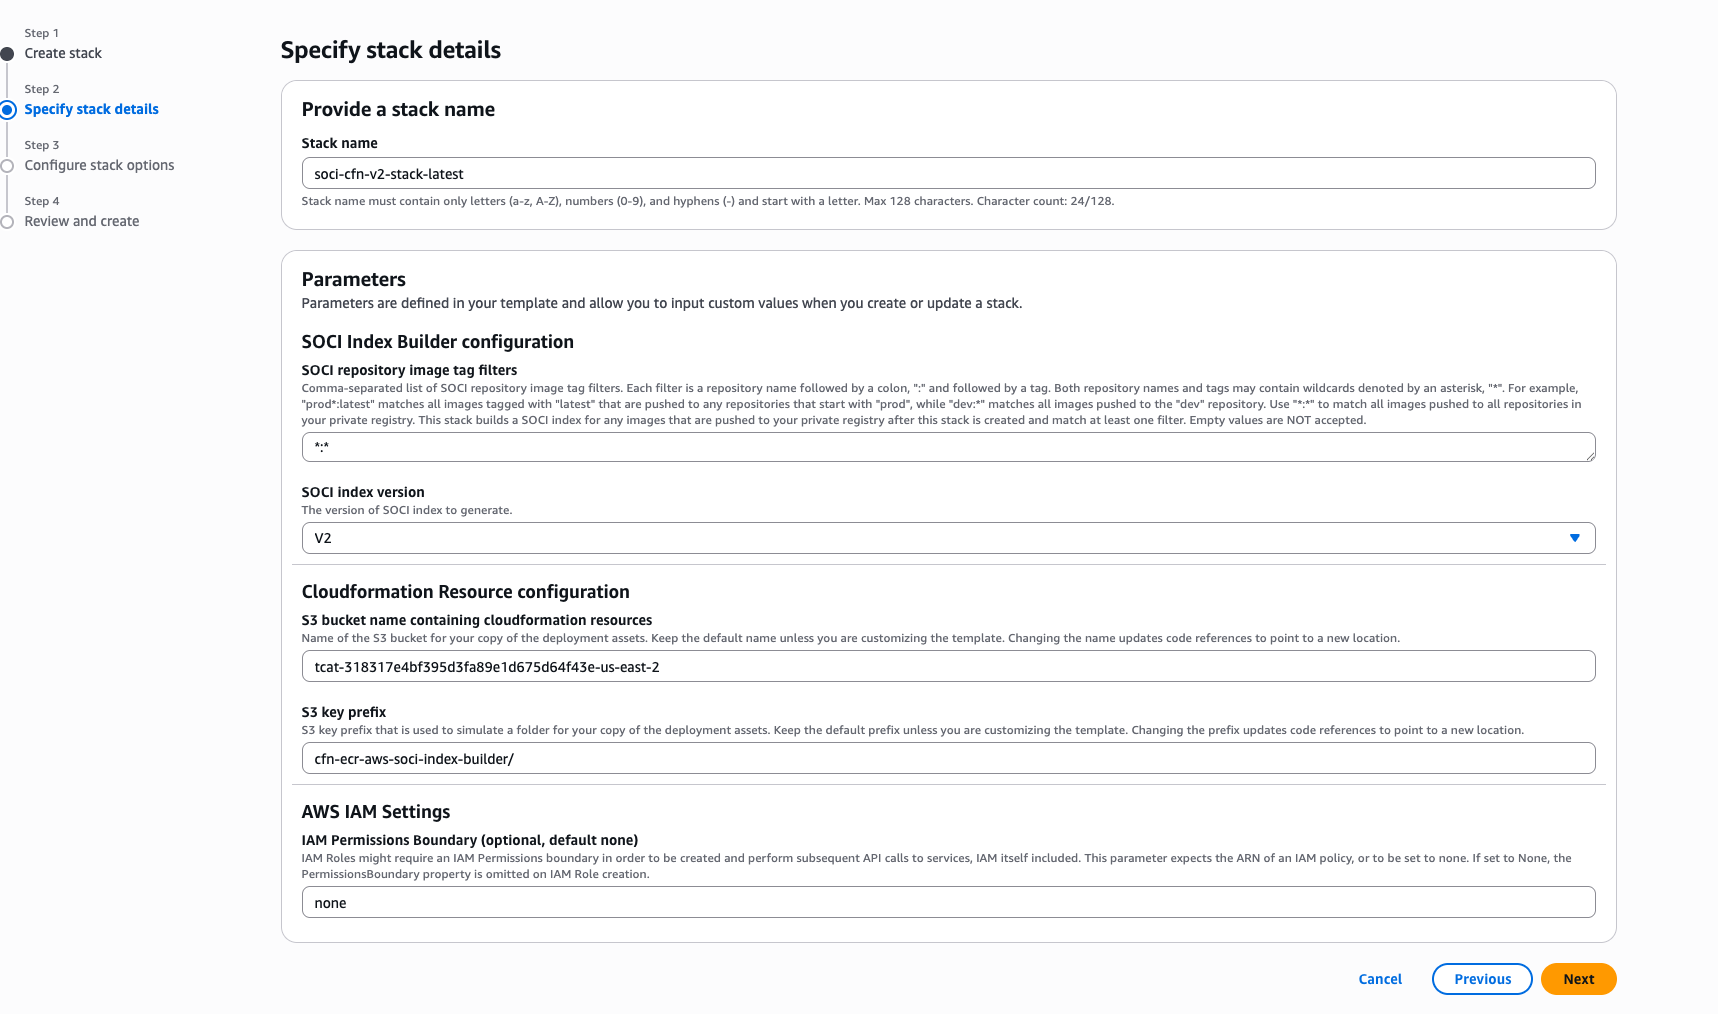 Step 1
Create stack
Step 2
Specify stack details
Step 3
Configure stack options
Step 4
Review and create
Specify stack details
Provide a stack name
Stack name
soci-cfn-v2-stack-latest
Stack name must contain only letters (a-z, A-Z), numbers (0-9), and hyphens (-) and start with a letter. Max 128 characters. Character count: 24/128.
Parameters
Parameters are defined in your template and allow you to input custom values when you create or update a stack.
SOCI Index Builder configuration
SOCI repository image tag filters
Comma-separated list of SOCI repository image tag filters. Each filter is a repository name followed by a colon, ":" and followed by a tag. Both repository names and tags may contain wildcards denoted by an asterisk, "*". For example,
"prod*:latest" matches all images tagged with "latest" that are pushed to any repositories that start with "prod", while "dev:*" matches all images pushed to the "dev" repository. Use "*:*" to match all images pushed to all repositories in
your private registry. This stack builds a SOCI index for any images that are pushed to your private registry after this stack is created and match at least one filter. Empty values are NOT accepted.
*:*
SOCI index version
The version of SOCI index to generate.
V2
Cloudformation Resource configuration
S3 bucket name containing cloudformation resources
Name of the S3 bucket for your copy of the deployment assets. Keep the default name unless you are customizing the template. Changing the name updates code references to point to a new location.
tcat-318317e4bf395d3fa89e1d675d64f43e-us-east-2
S3 key prefix
S3 key prefix that is used to simulate a folder for your copy of the deployment assets. Keep the default prefix unless you are customizing the template. Changing the prefix updates code references to point to a new location.
cfn-ecr-aws-soci-index-builder/
AWS IAM Settings
IAM Permissions Boundary (optional, default none)
IAM Roles might require an IAM Permissions boundary in order to be created and perform subsequent API calls to services, IAM itself included. This parameter expects the ARN of an IAM policy, or to be set to none. If set to None, the
PermissionsBoundary property is omitted on IAM Role creation.
none
Cancel
Previous
Next